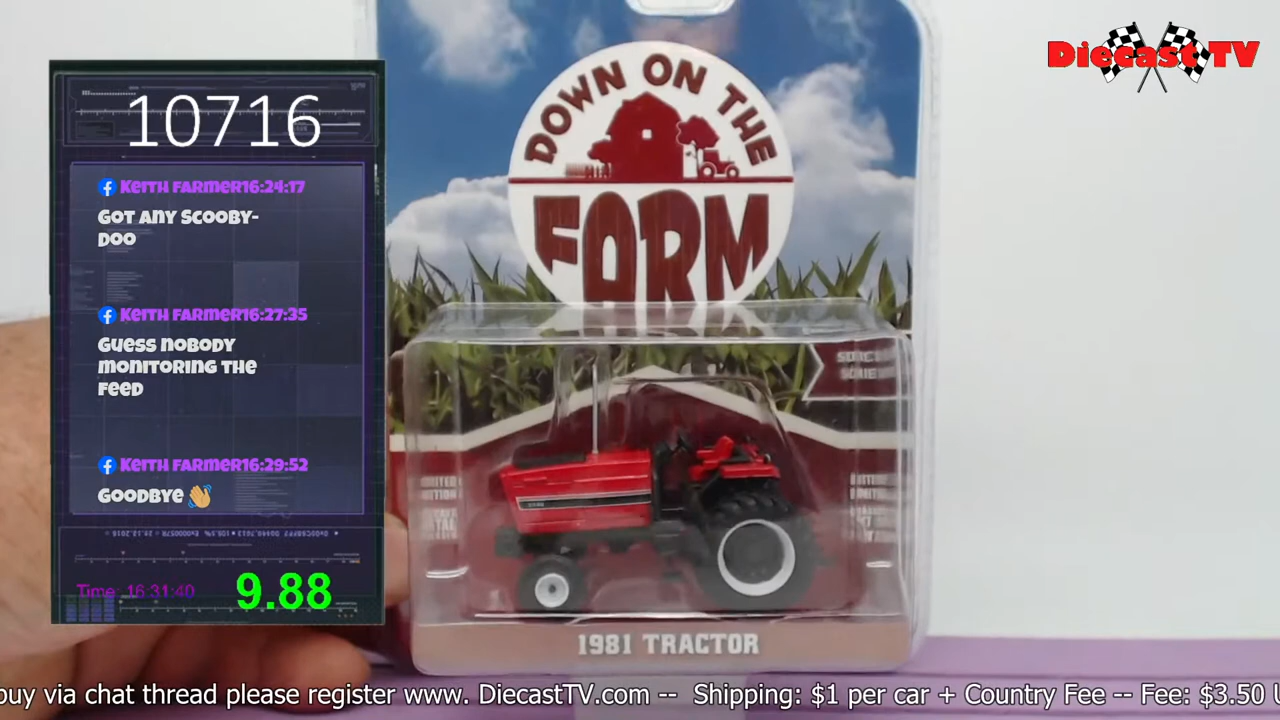 Diecast TV
10716
Keith Farmer16:24:17
Got any Scooby-
Doo
Keith Farmer16:27:35
Guess nobody
monitoring the
feed
Keith Farmer16:29:52
Goodbye 👋
Time: 16:31:40
9.88
DOWN ON THE
FARM
1981 TRACTOR
buy via chat thread please register www. DiecastTV.com -- Shipping: $1 per car + Country Fee -- Fee: $3.50 U